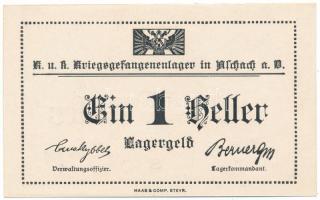 K. u. k. Kriegsgefangenenlager in Aschach a. D.
Ein 1 Heller
Lagergeld
Verwaltungsoffizier. Lagerkommandant.
HAAS & COMP. STEYR.